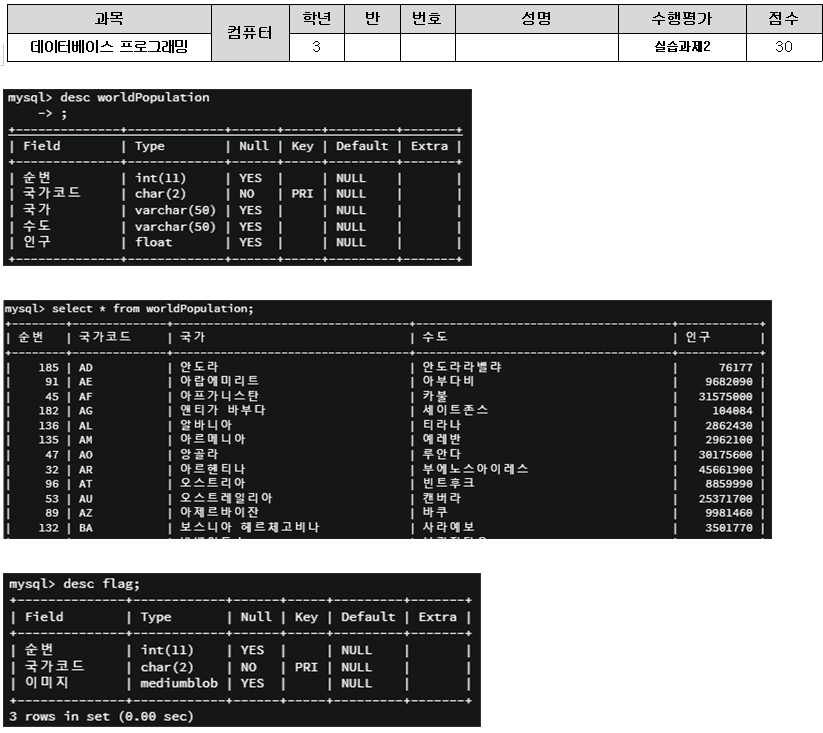 과목 컴퓨터 학년 반 번호 성명 수행평가 점수
데이터베이스 프로그래밍 3 실습과제2 30
mysql> desc worldPopulation
-> ;
+--------------+-------------+------+-----+---------+-------+
| Field | Type | Null | Key | Default | Extra |
+--------------+-------------+------+-----+---------+-------+
| 순번 | int(11) | YES | | NULL | |
| 국가코드 | char(2) | NO | PRI | NULL | |
| 국가 | varchar(50) | YES | | NULL | |
| 수도 | varchar(50) | YES | | NULL | |
| 인구 | float | YES | | NULL | |
+--------------+-------------+------+-----+---------+-------+
mysql> select * from worldPopulation;
| 순번 | 국가코드 | 국가 | 수도 | 인구 |
| 185 | AD | 안도라 | 안도라라벨랴 | 76177 |
| 91 | AE | 아랍에미리트 | 아부다비 | 9682090 |
| 45 | AF | 아프가니스탄 | 카불 | 31575000 |
| 182 | AG | 앤티가 바부다 | 세이트존스 | 104084 |
| 136 | AL | 알바니아 | 티라나 | 2862430 |
| 135 | AM | 아르메니아 | 예레반 | 2962100 |
| 47 | AO | 앙골라 | 루안다 | 30175600 |
| 32 | AR | 아르헨티나 | 부에노스아이레스 | 45661900 |
| 96 | AT | 오스트리아 | 빈트후크 | 8859990 |
| 53 | AU | 오스트레일리아 | 캔버라 | 25371700 |
| 89 | AZ | 아제르바이잔 | 바쿠 | 9981460 |
| 132 | BA | 보스니아 헤르체고비나 | 사라예보 | 3501770 |
mysql> desc flag;
+--------------+------------+------+-----+---------+-------+
| Field | Type | Null | Key | Default | Extra |
+--------------+------------+------+-----+---------+-------+
| 순번 | int(11) | YES | | NULL | |
| 국가코드 | char(2) | NO | PRI | NULL | |
| 이미지 | mediumblob | YES | | NULL | |
+--------------+------------+------+-----+---------+-------+
3 rows in set (0.00 sec)